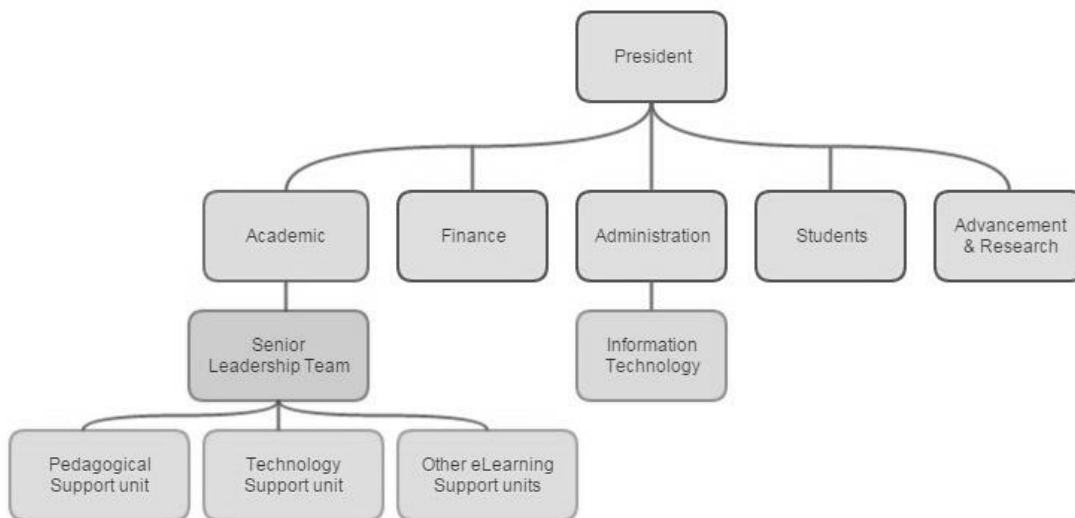 President
Academic
Finance
Administration
Students
Advancement
& Research
Senior
Leadership Team
Information
Technology
Pedagogical
Support unit
Technology
Support unit
Other eLearning
Support units